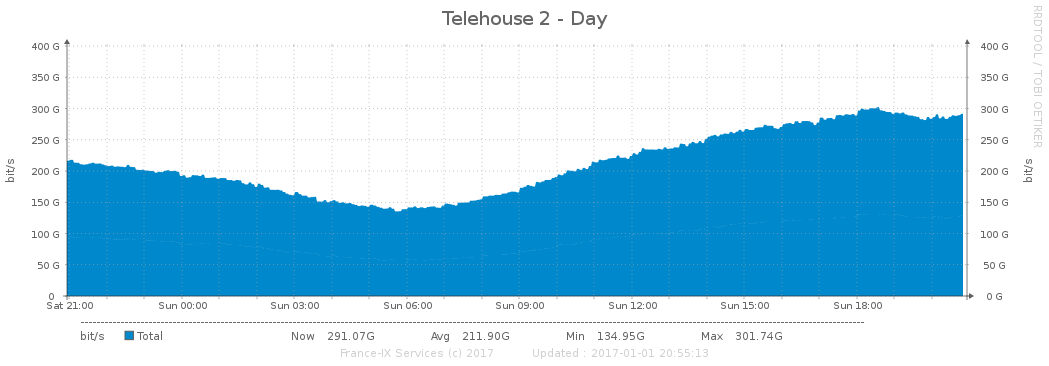 Telehouse 2 - Day
RRDTOOL / TOBI OETIKER
400 G 400 G
350 G 350 G
300 G 300 G
250 G 250 G
200 G 200 G
150 G 150 G
100 G 100 G
50 G 50 G
0 0 G
bit/s bit/s
Sat 21:00 Sun 00:00 Sun 03:00 Sun 06:00 Sun 09:00 Sun 12:00 Sun 15:00 Sun 18:00
bit/s Total Now 291.07G Avg 211.90G Min 134.95G Max 301.74G
France-IX Services (c) 2017 Updated : 2017-01-01 20:55:13